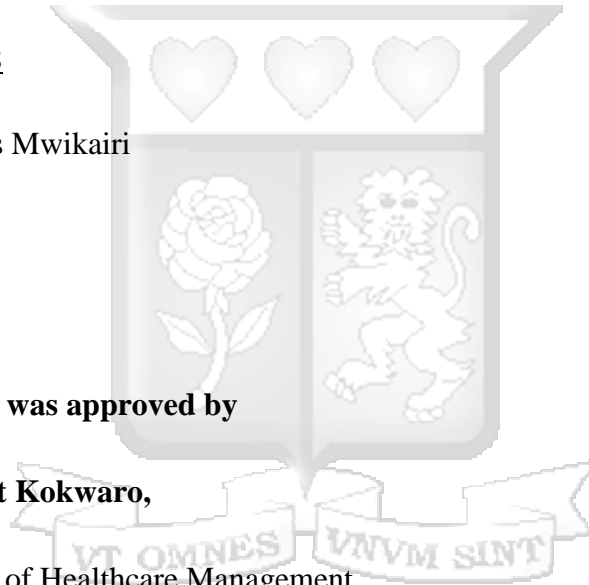 s Mwikairi
was approved by
t Kokwaro,
VT OMNES VNVM SINT
of Healthcare Management